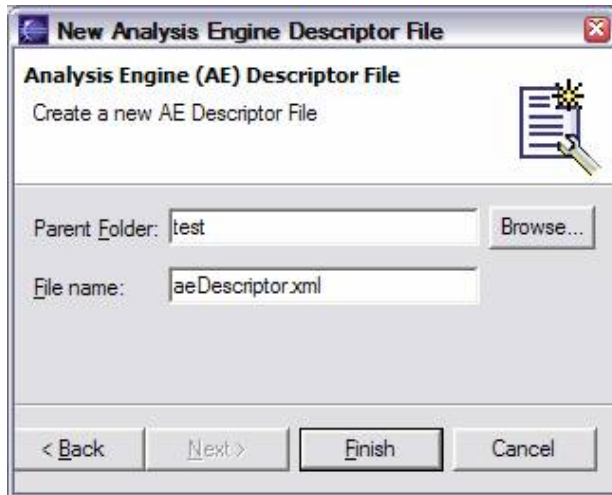 New Analysis Engine Descriptor File
Analysis Engine (AE) Descriptor File
Create a new AE Descriptor File
Parent Folder: test Browse...
File name: aeDescriptor.xml
< Back Next > Finish Cancel